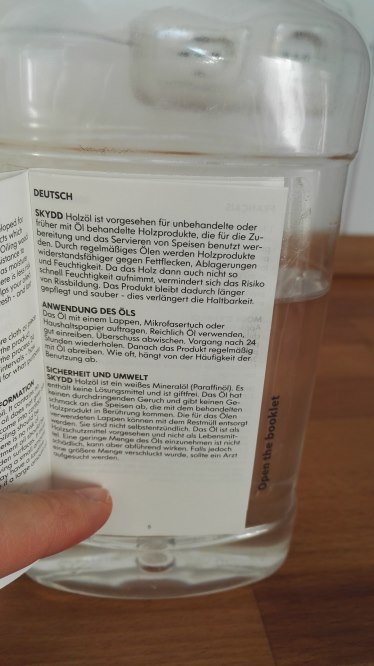 DEUTSCH
SKYDD Holzöl ist vorgesehen für unbehandelte oder
früher mit Öl behandelte Holzprodukte, die für die Zu-
bereitung und das Servieren von Speisen benutzt wer-
den. Durch regelmäßiges Ölen werden Holzprodukte
widerstandsfähiger gegen Fettflecken, Ablagerungen
und Feuchtigkeit. Da das Holz dann auch nicht so
schnell Feuchtigkeit aufnimmt, vermindert sich das Risiko
von Rissbildung. Das Produkt bleibt dadurch länger
gepflegt und sauber - dies verlängert die Haltbarkeit.
ANWENDUNG DES ÖLS
Das Öl mit einem Lappen, Mikrofasertuch oder
Haushaltspapier auftragen. Reichlich Öl verwenden,
gut einreiben. Überschuss abwischen. Vorgang nach 24
Stunden wiederholen. Danach das Produkt regelmäßig
mit Öl abreiben. Wie oft, hängt von der Häufigkeit der
Benutzung ab.
SICHERHEIT UND UMWELT
SKYDD Holzöl ist ein weißes Mineralöl (Paraffinöl). Es
enthält keine Lösungsmittel und ist giftfrei. Das Öl hat
keinen durchdringenden Geruch und gibt keinen Ge-
schmack an die Speisen ab, die mit dem behandelten
Holzprodukt in Berührung kommen. Die für das Ölen
verwendeten Lappen können mit dem Restmüll entsorgt
werden. Sie sind nicht selbstentzündlich. Das Öl ist als
Holzschutzmittel vorgesehen und nicht als Lebensmit-
tel. Eine geringe Menge des Öls einzunehmen ist nicht
schädlich, kann aber abführend wirken. Falls jedoch
eine größere Menge verschluckt wurde, sollte ein Arzt
aufgesucht werden.
Open the booklet